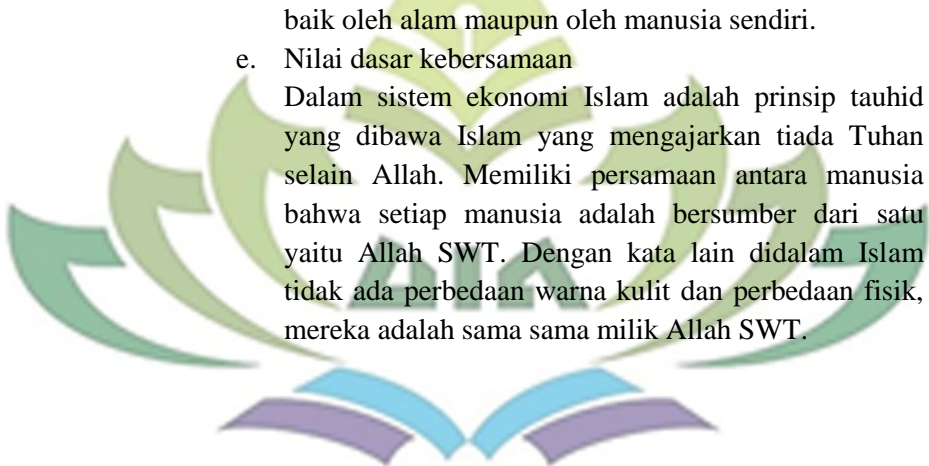 baik oleh alam maupun oleh manusia sendiri.
e. Nilai dasar kebersamaan
Dalam sistem ekonomi Islam adalah prinsip tauhid
yang dibawa Islam yang mengajarkan tiada Tuhan
selain Allah. Memiliki persamaan antara manusia
bahwa setiap manusia adalah bersumber dari satu
yaitu Allah SWT. Dengan kata lain didalam Islam
tidak ada perbedaan warna kulit dan perbedaan fisik,
mereka adalah sama sama milik Allah SWT.